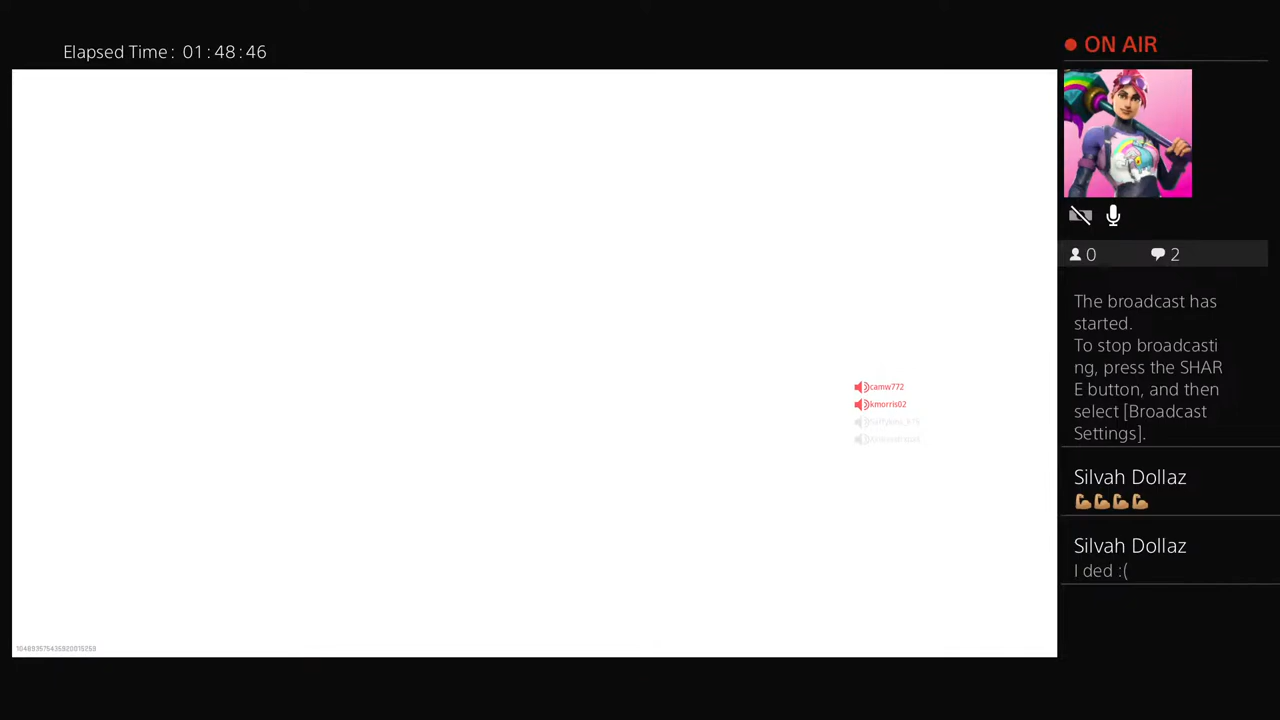 Elapsed Time: 01:48:46
ON AIR
0 2
The broadcast has
started.
To stop broadcasti
ng, press the SHAR
E button, and then
select [Broadcast
Settings].
camw772
kmorris02
Silvah Dollaz
💪🏽💪🏽💪🏽💪🏽
Silvah Dollaz
I ded :(